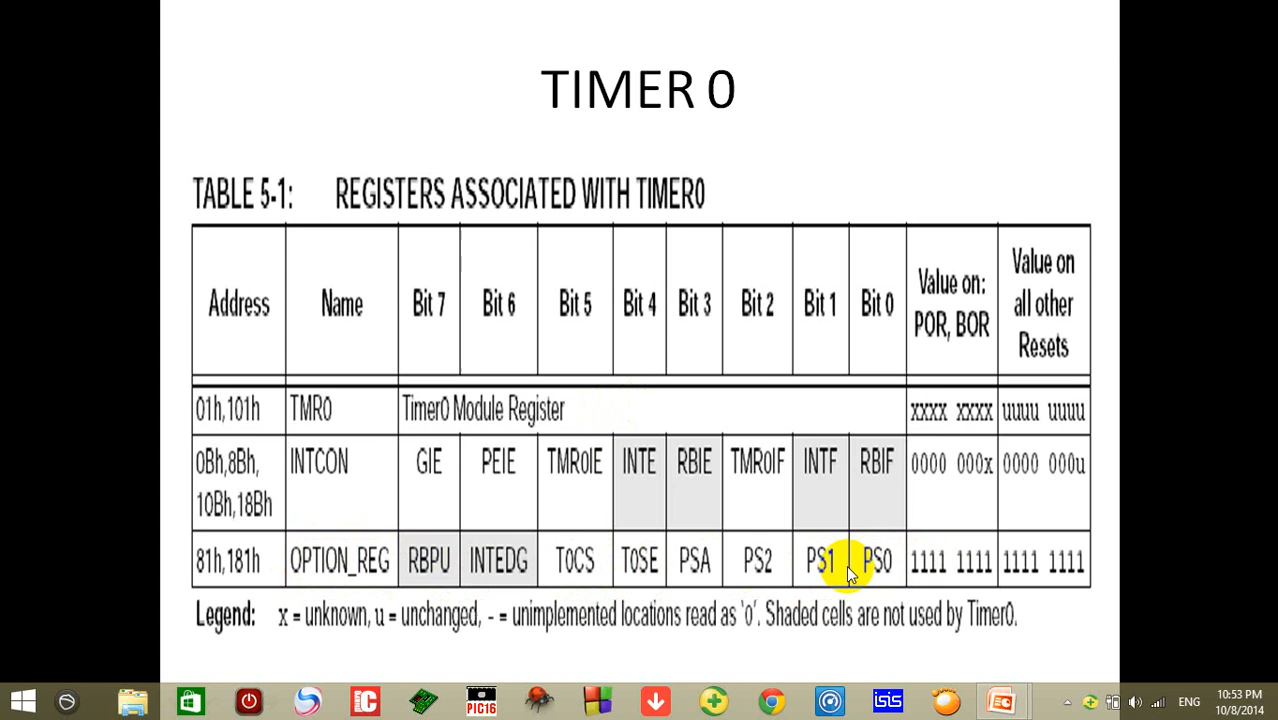 TIMER 0
TABLE 5-1: REGISTERS ASSOCIATED WITH TIMER0
Address Name Bit 7 Bit 6 Bit 5 Bit 4 Bit 3 Bit 2 Bit 1 Bit 0 Value on: POR, BOR Value on all other Resets
01h,101h TMR0 Timer0 Module Register xxxx xxxx uuuu uuuu
0Bh,8Bh, 10Bh,18Bh INTCON GIE PEIE TMR0IE INTE RBIE TMR0IF INTF RBIF 0000 000x 0000 000u
81h,181h OPTION_REG RBPU INTEDG T0CS T0SE PSA PS2 PS1 PS0 1111 1111 1111 1111
Legend: x = unknown, u = unchanged, - = unimplemented locations read as '0'. Shaded cells are not used by Timer0.
IC
PIC16
ISIS
ENG
10:53 PM
10/8/2014